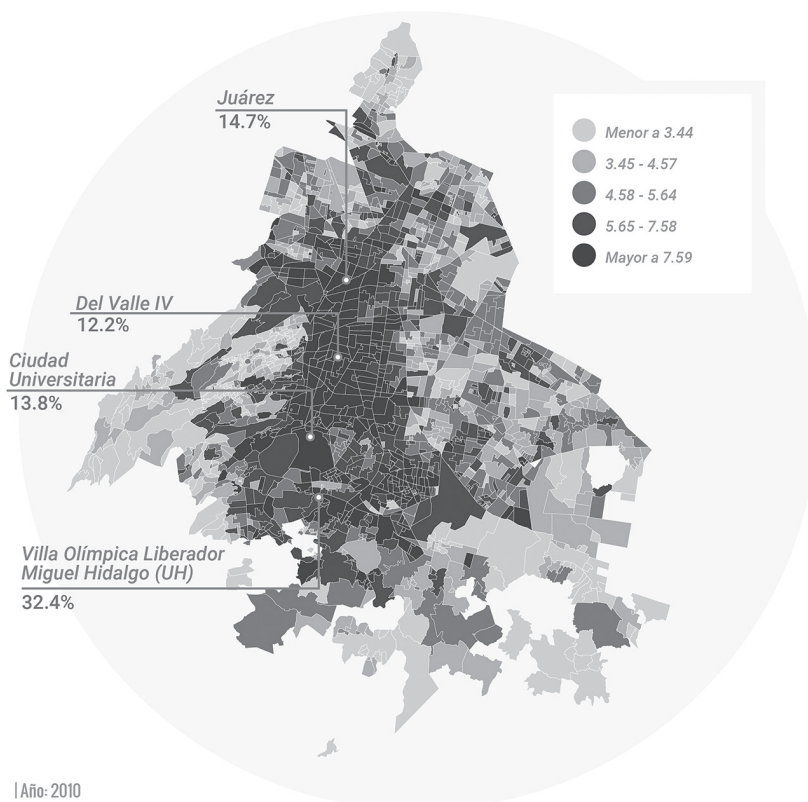 Juárez
14.7%
Menor a 3.44
3.45 - 4.57
4.58 - 5.64
5.65 - 7.58
Mayor a 7.59
Del Valle IV
12.2%
Ciudad
Universitaria
13.8%
Villa Olímpica Liberador
Miguel Hidalgo (UH)
32.4%
| Año: 2010